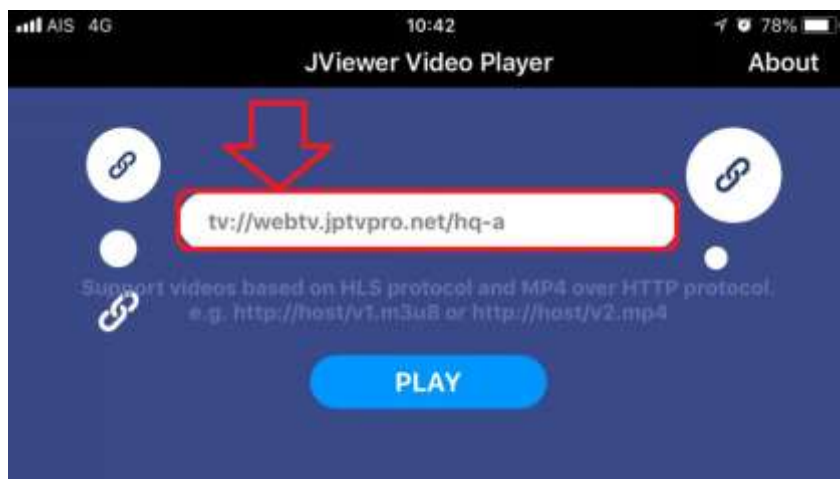 AIS 4G 10:42 78%
JViewer Video Player About
tv://webtv.jptvpro.net/hq-a
Support videos based on HLS protocol and MP4 over HTTP protocol.
e.g. http://host/v1.m3u8 or http://host/v2.mp4
PLAY